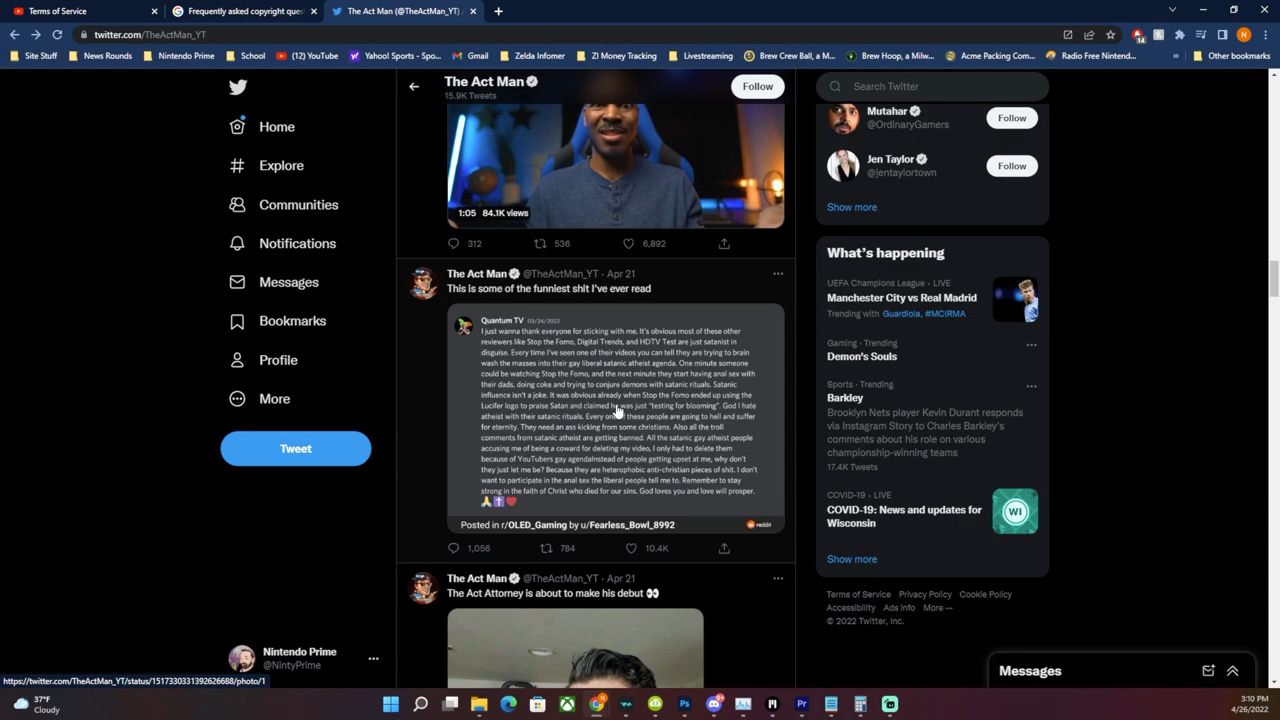 Terms of Service
Frequently asked copyright ques
The Act Man (@TheActMan_YT) /
twitter.com/TheActMan_YT
14
N
Site Stuff
News Rounds
Nintendo Prime
School
(12) YouTube
Yahoo! Sports - Spo...
Gmail
Zelda Infomer
ZI Money Tracking
Livestreaming
Brew Crew Ball, a M...
Brew Hoop, a Milw...
Acme Packing Com...
Radio Free Nintend...
Other bookmarks
Home
Explore
Communities
Notifications
Messages
Bookmarks
Profile
More
Tweet
Nintendo Prime
@NintyPrime
https://twitter.com/TheActMan_YT/status/1517330331392626688/photo/1
The Act Man
15.9K Tweets
Follow
1:05 84.1K views
312
536
6,892
The Act Man @TheActMan_YT · Apr 21
This is some of the funniest shit I've ever read
Quantum TV 03/24/2022
I just wanna thank everyone for sticking with me. It's obvious most of these other
reviewers like Stop the Fomo, Digital Trends, and HDTV Test are just satanist in
disguise. Every time I've seen one of their videos you can tell they are trying to brain
wash the masses into their gay liberal satanic atheist agenda. One minute someone
could be watching Stop the Fomo, and the next minute they start having anal sex with
their dads, doing coke and trying to conjure demons with satanic rituals. Satanic
influence isn't a joke. It was obvious already when Stop the Fomo ended up using the
Lucifer logo to praise Satan and claimed he was just "testing for blooming". God I hate
atheist with their satanic rituals. Every o these people are going to hell and suffer
for eternity. They need an ass kicking from some christians. Also all the troll
comments from satanic atheist are getting banned. All the satanic gay atheist people
accusing me of being a coward for deleting my video, I only had to delete them
because of YouTubers gay agendaInstead of people getting upset at me, why don't
they just let me be? Because they are heterophobic anti-christian pieces of shit. I don't
want to participate in the anal sex the liberal people tell me to. Remember to stay
strong in the faith of Christ who died for our sins. God loves you and love will prosper.
🙏✝️❤️
Posted in r/OLED_Gaming by u/Fearless_Bowl_8992
reddit
1,056
784
10.4K
The Act Man @TheActMan_YT · Apr 21
The Act Attorney is about to make his debut 👀
Search Twitter
Mutahar
@OrdinaryGamers
Follow
Jen Taylor
@jentaylortown
Follow
Show more
What's happening
UEFA Champions League · LIVE
Manchester City vs Real Madrid
Trending with Guardiola, #MCIRMA
Gaming · Trending
Demon's Souls
Sports · Trending
Barkley
Brooklyn Nets player Kevin Durant responds
via Instagram Story to Charles Barkley's
comments about his role on various
championship-winning teams
17.4K Tweets
COVID-19 · LIVE
COVID-19: News and updates for
Wisconsin
WI
Show more
Terms of Service Privacy Policy Cookie Policy
Accessibility Ads info More ···
© 2022 Twitter, Inc.
Messages
37°F
Cloudy
3:10 PM
4/26/2022